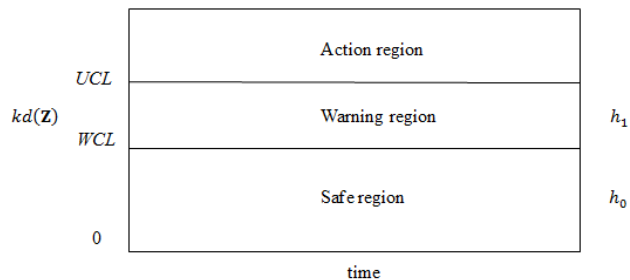 Action region
UCL
kd(𝐙) Warning region h₁
WCL
Safe region h₀
0
time